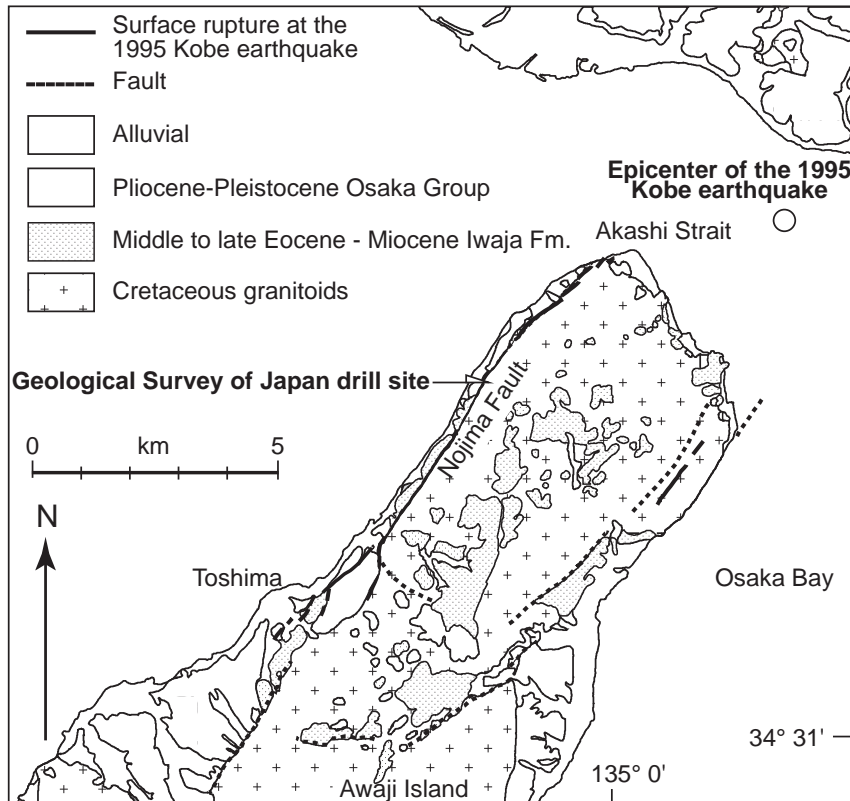 Surface rupture at the
1995 Kobe earthquake
Fault
Alluvial
Pliocene-Pleistocene Osaka Group
Middle to late Eocene - Miocene Iwaja Fm.
Cretaceous granitoids
Epicenter of the 1995
Kobe earthquake
Akashi Strait
Geological Survey of Japan drill site
Nojima Fault
0 km 5
N
Toshima
Osaka Bay
34° 31'
Awaji Island
135° 0'